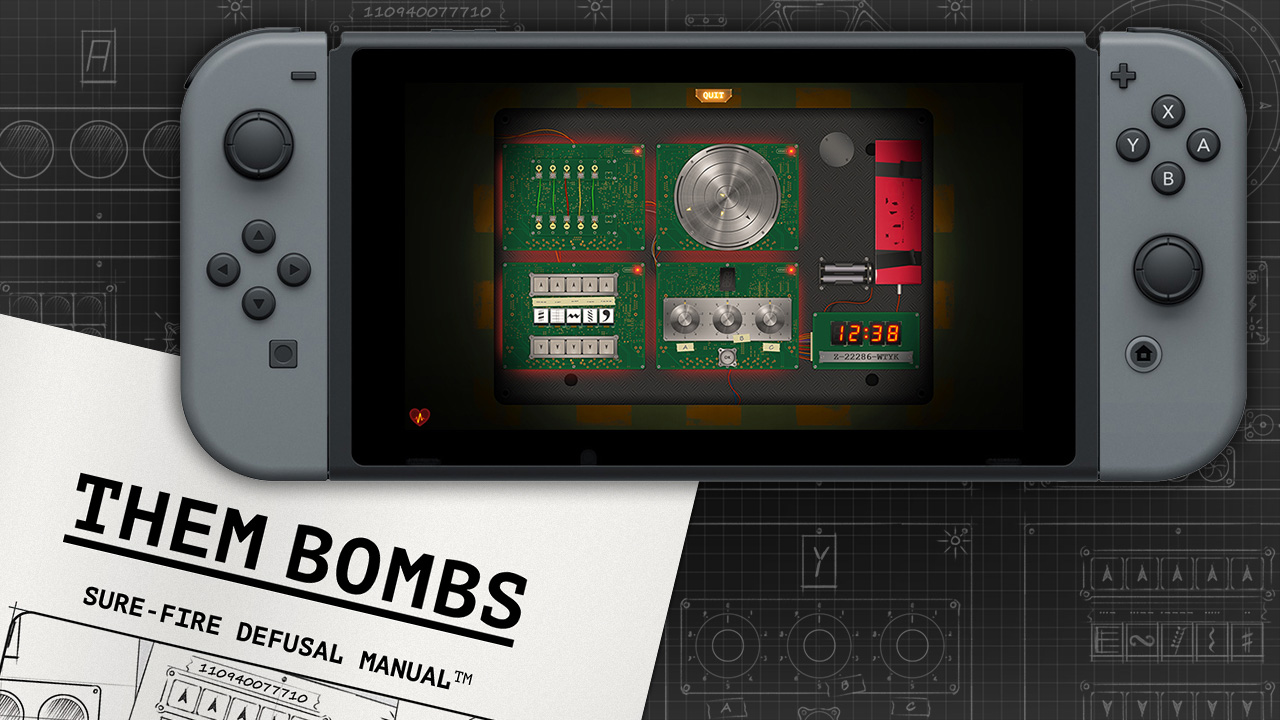 110940077710
A
QUIT
X
Y
A
B
12:38
Z-22286-WTYK
A
B
C
THEM BOMBS
SURE-FIRE DEFUSAL MANUAL™
110940077710
Y
A
B
C